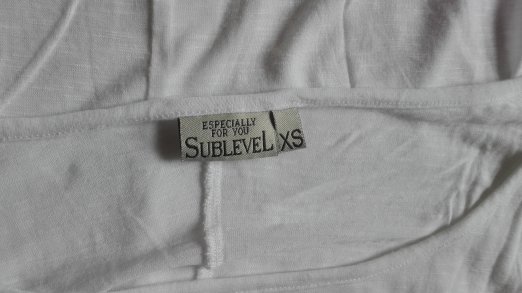 ESPECIALLY
FOR YOU
SUBLEVEL XS